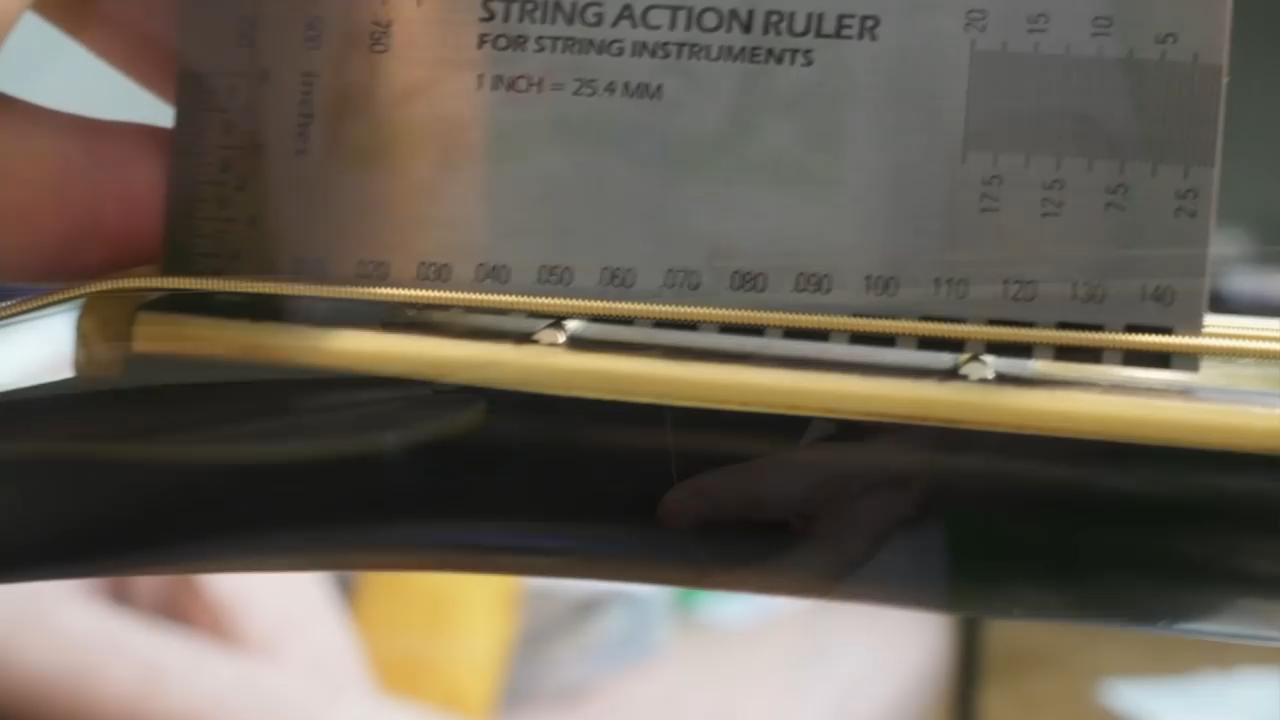 STRING ACTION RULER
FOR STRING INSTRUMENTS
1 INCH = 25.4 MM
20 15 10 5
17.5 12.5 7.5 2.5
750
.020 .030 .040 .050 .060 .070 .080 .090 .100 .110 .120 .130 .140